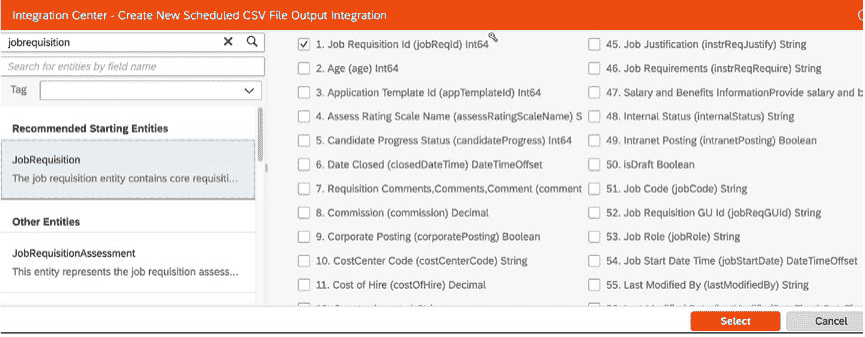 Integration Center - Create New Scheduled CSV File Output Integration
jobrequisition
Search for entities by field name
Tag
Recommended Starting Entities
JobRequisition
The job requisition entity contains core requisiti...
Other Entities
JobRequisitionAssessment
This entity represents the job requisition assess...
1. Job Requisition Id (jobReqId) Int64
2. Age (age) Int64
3. Application Template Id (appTemplateId) Int64
4. Assess Rating Scale Name (assessRatingScaleName) S
5. Candidate Progress Status (candidateProgress) Int64
6. Date Closed (closedDateTime) DateTimeOffset
7. Requisition Comments,Comments,Comment (comment
8. Commission (commission) Decimal
9. Corporate Posting (corporatePosting) Boolean
10. CostCenter Code (costCenterCode) String
11. Cost of Hire (costOfHire) Decimal
45. Job Justification (instrReqJustify) String
46. Job Requirements (instrReqRequire) String
47. Salary and Benefits InformationProvide salary and b
48. Internal Status (internalStatus) String
49. Intranet Posting (intranetPosting) Boolean
50. isDraft Boolean
51. Job Code (jobCode) String
52. Job Requisition GU Id (jobReqGUId) String
53. Job Role (jobRole) String
54. Job Start Date Time (jobStartDate) DateTimeOffset
55. Last Modified By (lastModifiedBy) String
Select
Cancel